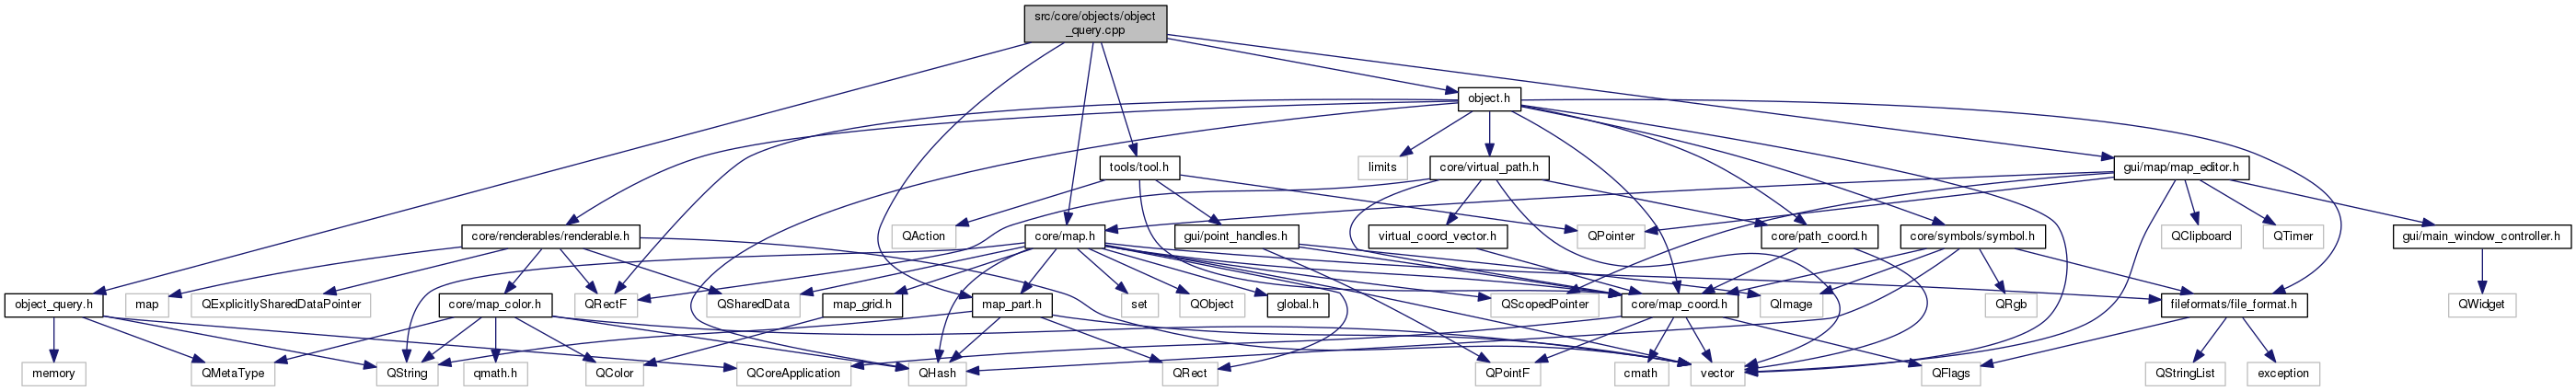 src/core/objects/object
_query.cpp
object.h
tools/tool.h
limits
core/virtual_path.h
gui/map/map_editor.h
QAction
core/renderables/renderable.h
core/map.h
gui/point_handles.h
virtual_coord_vector.h
QPointer
core/path_coord.h
core/symbols/symbol.h
QClipboard
QTimer
gui/main_window_controller.h
object_query.h
map
QExplicitlySharedDataPointer
core/map_color.h
QRectF
QSharedData
map_grid.h
map_part.h
set
QObject
global.h
QScopedPointer
core/map_coord.h
QImage
QRgb
fileformats/file_format.h
QWidget
memory
QMetaType
QString
qmath.h
QColor
QCoreApplication
QHash
QRect
QPointF
cmath
vector
QFlags
QStringList
exception